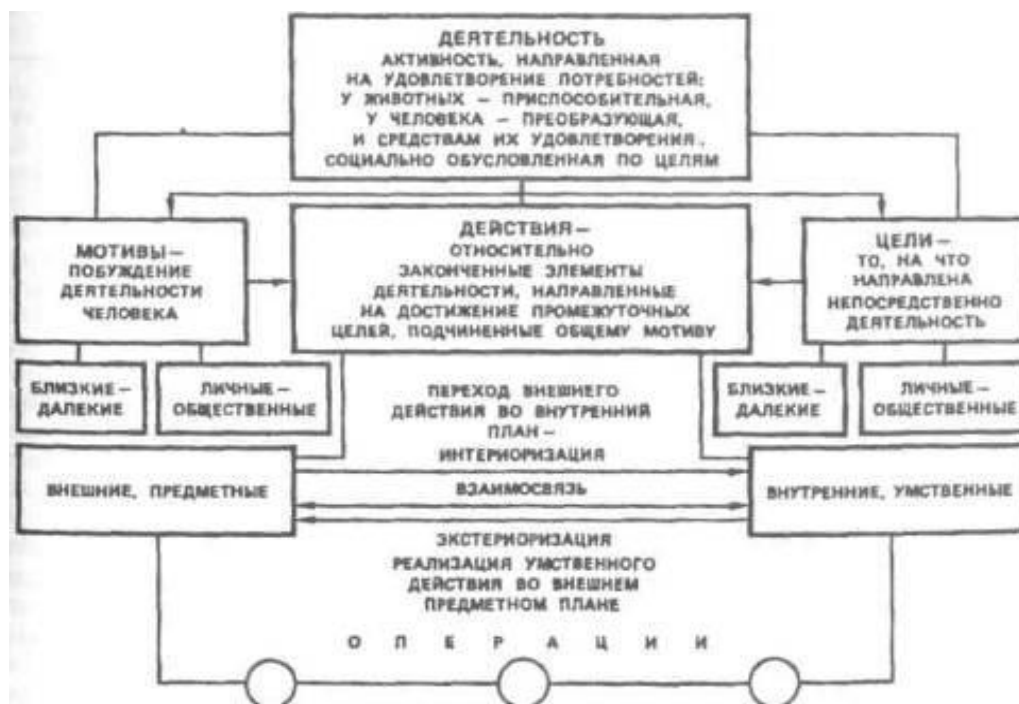 ДЕЯТЕЛЬНОСТЬ
АКТИВНОСТЬ, НАПРАВЛЕННАЯ
НА УДОВЛЕТВОРЕНИЕ ПОТРЕБНОСТЕЙ:
У ЖИВОТНЫХ – ПРИСПОСОБИТЕЛЬНАЯ,
У ЧЕЛОВЕКА – ПРЕОБРАЗУЮЩАЯ,
И СРЕДСТВАМ ИХ УДОВЛЕТВОРЕНИЯ,
СОЦИАЛЬНО ОБУСЛОВЛЕННАЯ ПО ЦЕЛЯМ
МОТИВЫ–
ПОБУЖДЕНИЕ
ДЕЯТЕЛЬНОСТИ
ЧЕЛОВЕКА
ДЕЙСТВИЯ–
ОТНОСИТЕЛЬНО
ЗАКОНЧЕННЫЕ ЭЛЕМЕНТЫ
ДЕЯТЕЛЬНОСТИ, НАПРАВЛЕННЫЕ
НА ДОСТИЖЕНИЕ ПРОМЕЖУТОЧНЫХ
ЦЕЛЕЙ, ПОДЧИНЕННЫЕ ОБЩЕМУ МОТИВУ
ЦЕЛИ–
ТО, НА ЧТО
НАПРАВЛЕНА
НЕПОСРЕДСТВЕННО
ДЕЯТЕЛЬНОСТЬ
БЛИЗКИЕ–
ДАЛЕКИЕ
ЛИЧНЫЕ–
ОБЩЕСТВЕННЫЕ
ПЕРЕХОД ВНЕШНЕГО
ДЕЙСТВИЯ ВО ВНУТРЕННИЙ
ПЛАН–
ИНТЕРИОРИЗАЦИЯ
БЛИЗКИЕ–
ДАЛЕКИЕ
ЛИЧНЫЕ–
ОБЩЕСТВЕННЫЕ
ВНЕШНИЕ, ПРЕДМЕТНЫЕ
ВЗАИМОСВЯЗЬ
ВНУТРЕННИЕ, УМСТВЕННЫЕ
ЭКСТЕРИОРИЗАЦИЯ
РЕАЛИЗАЦИЯ УМСТВЕННОГО
ДЕЙСТВИЯ ВО ВНЕШНЕМ
ПРЕДМЕТНОМ ПЛАНЕ
О П Е Р А Ц И И